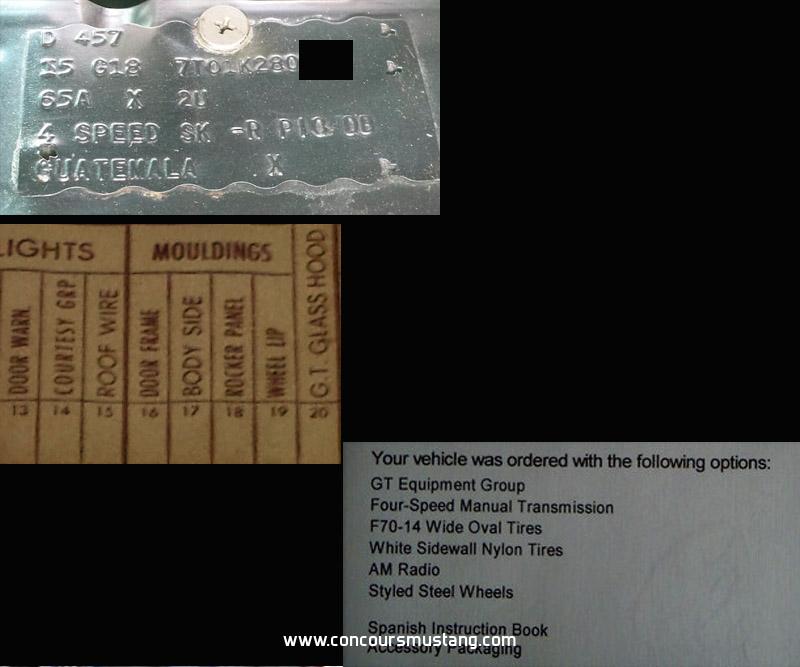 D 457
I5 G18 7T01K280
65A X 2U
4 SPEED SK -R P10/00
GUATEMALA X
LIGHTS MOULDINGS
DOOR WARN. COURTESY GRP ROOF WIRE DOOR FRAME BODY SIDE ROCKER PANEL WHEEL LIP G.T. GLASS HOOD
13 14 15 16 17 18 19 20
Your vehicle was ordered with the following options:
GT Equipment Group
Four-Speed Manual Transmission
F70-14 Wide Oval Tires
White Sidewall Nylon Tires
AM Radio
Styled Steel Wheels
Spanish Instruction Book
Accessory Packaging
www.concoursmustang.com